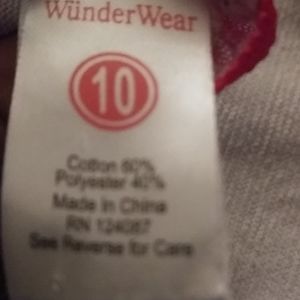 WünderWear
10
Cotton 60%
Polyester 40%
Made In China
RN 124087
See Reverse for Care